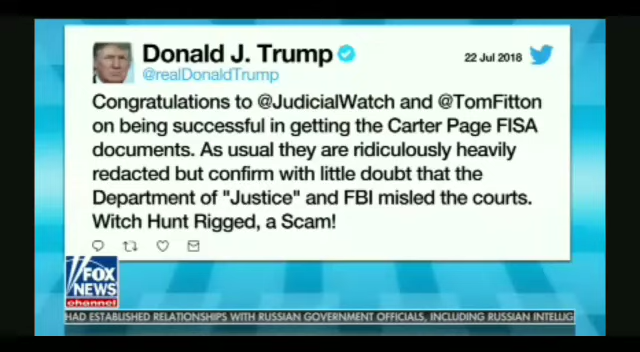 Donald J. Trump
22 Jul 2018
@realDonaldTrump
Congratulations to @JudicialWatch and @TomFitton
on being successful in getting the Carter Page FISA
documents. As usual they are ridiculously heavily
redacted but confirm with little doubt that the
Department of "Justice" and FBI misled the courts.
Witch Hunt Rigged, a Scam!
FOX
NEWS
channel
HAD ESTABLISHED RELATIONSHIPS WITH RUSSIAN GOVERNMENT OFFICIALS, INCLUDING RUSSIAN INTELLIG